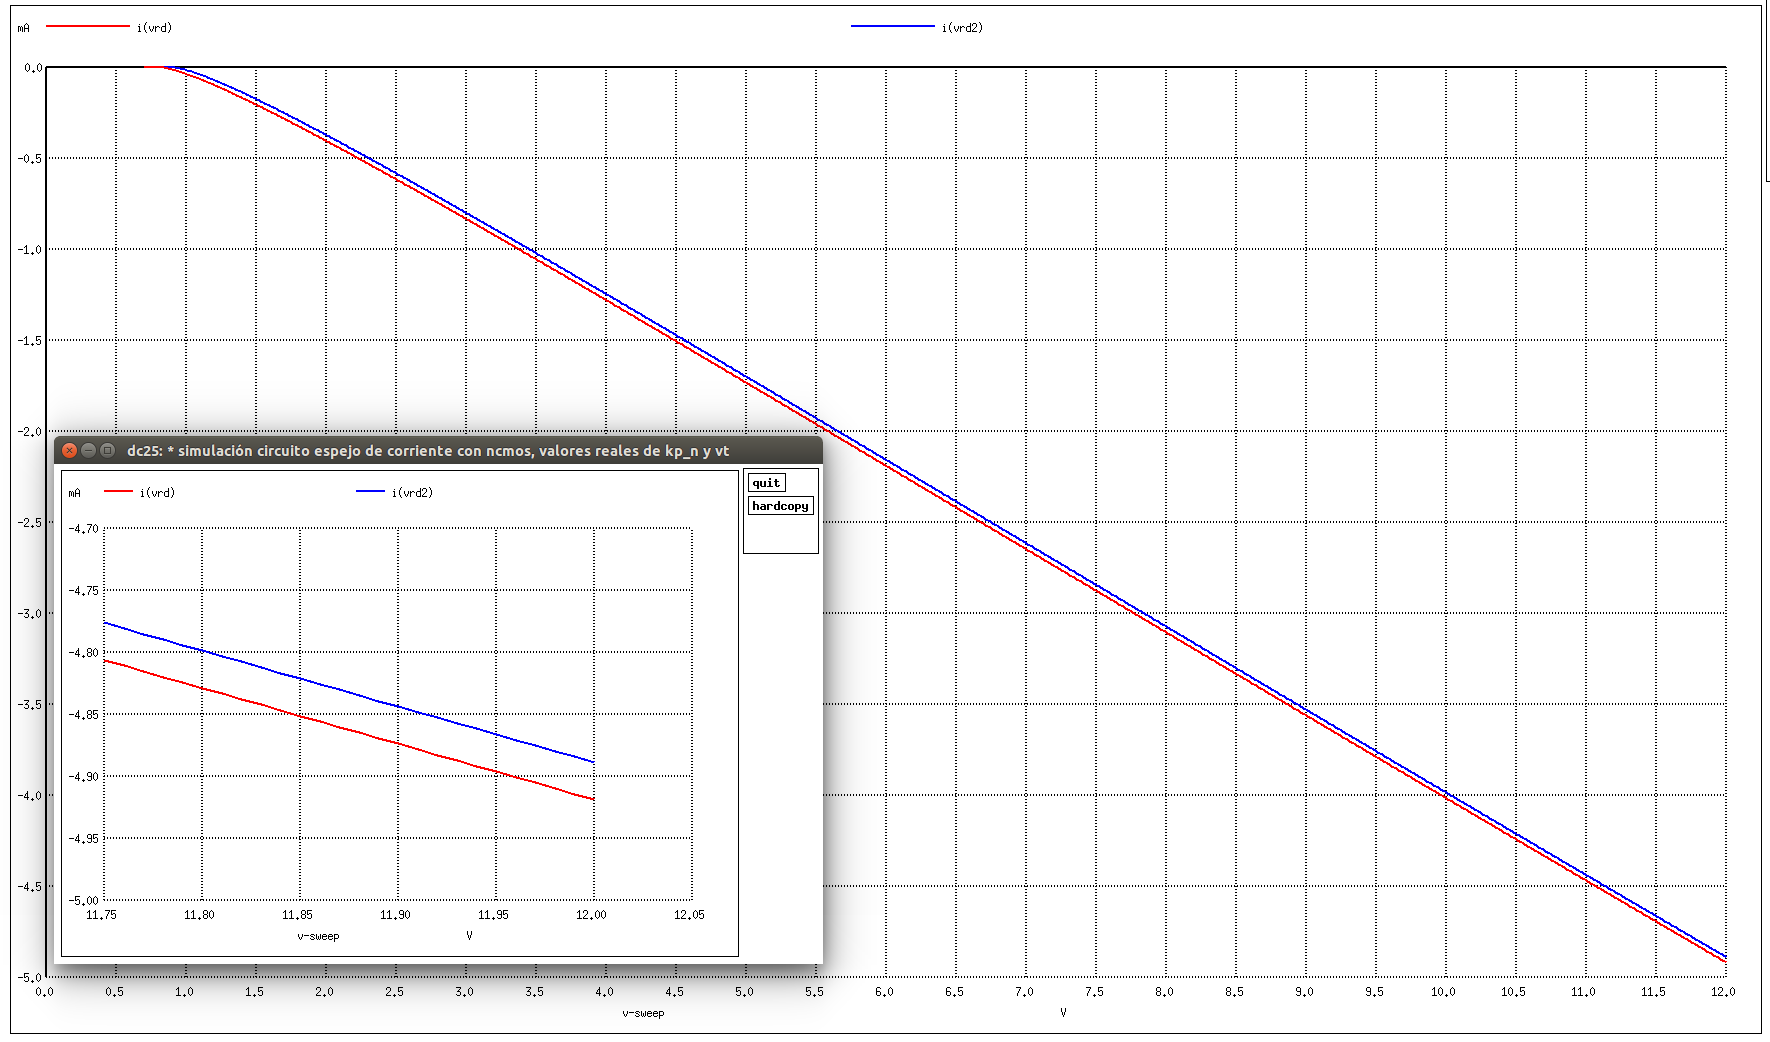 mA i(vrd) i(vrd2)
0.0
-0.5
-1.0
-1.5
-2.0
-2.5
-3.0
-3.5
-4.0
-4.5
-5.0
0.0 0.5 1.0 1.5 2.0 2.5 3.0 3.5 4.0 4.5 5.0 5.5 6.0 6.5 7.0 7.5 8.0 8.5 9.0 9.5 10.0 10.5 11.0 11.5 12.0
v-sweep V
dc25: * simulación circuito espejo de corriente con ncmos, valores reales de kp_n y vt
mA i(vrd) i(vrd2)
quit
hardcopy
-4.70
-4.75
-4.80
-4.85
-4.90
-4.95
-5.00
11.75 11.80 11.85 11.90 11.95 12.00 12.05
v-sweep V